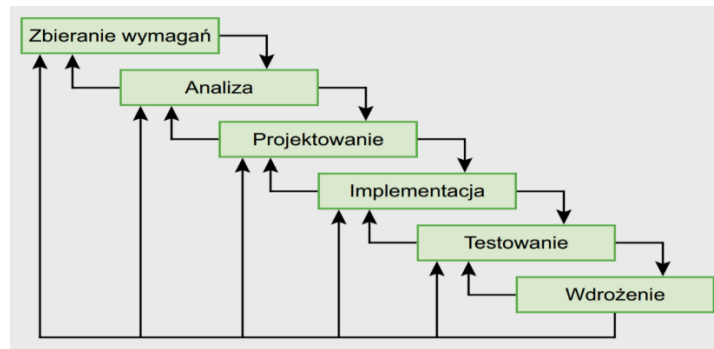 Zbieranie wymagań
Analiza
Projektowanie
Implementacja
Testowanie
Wdrożenie